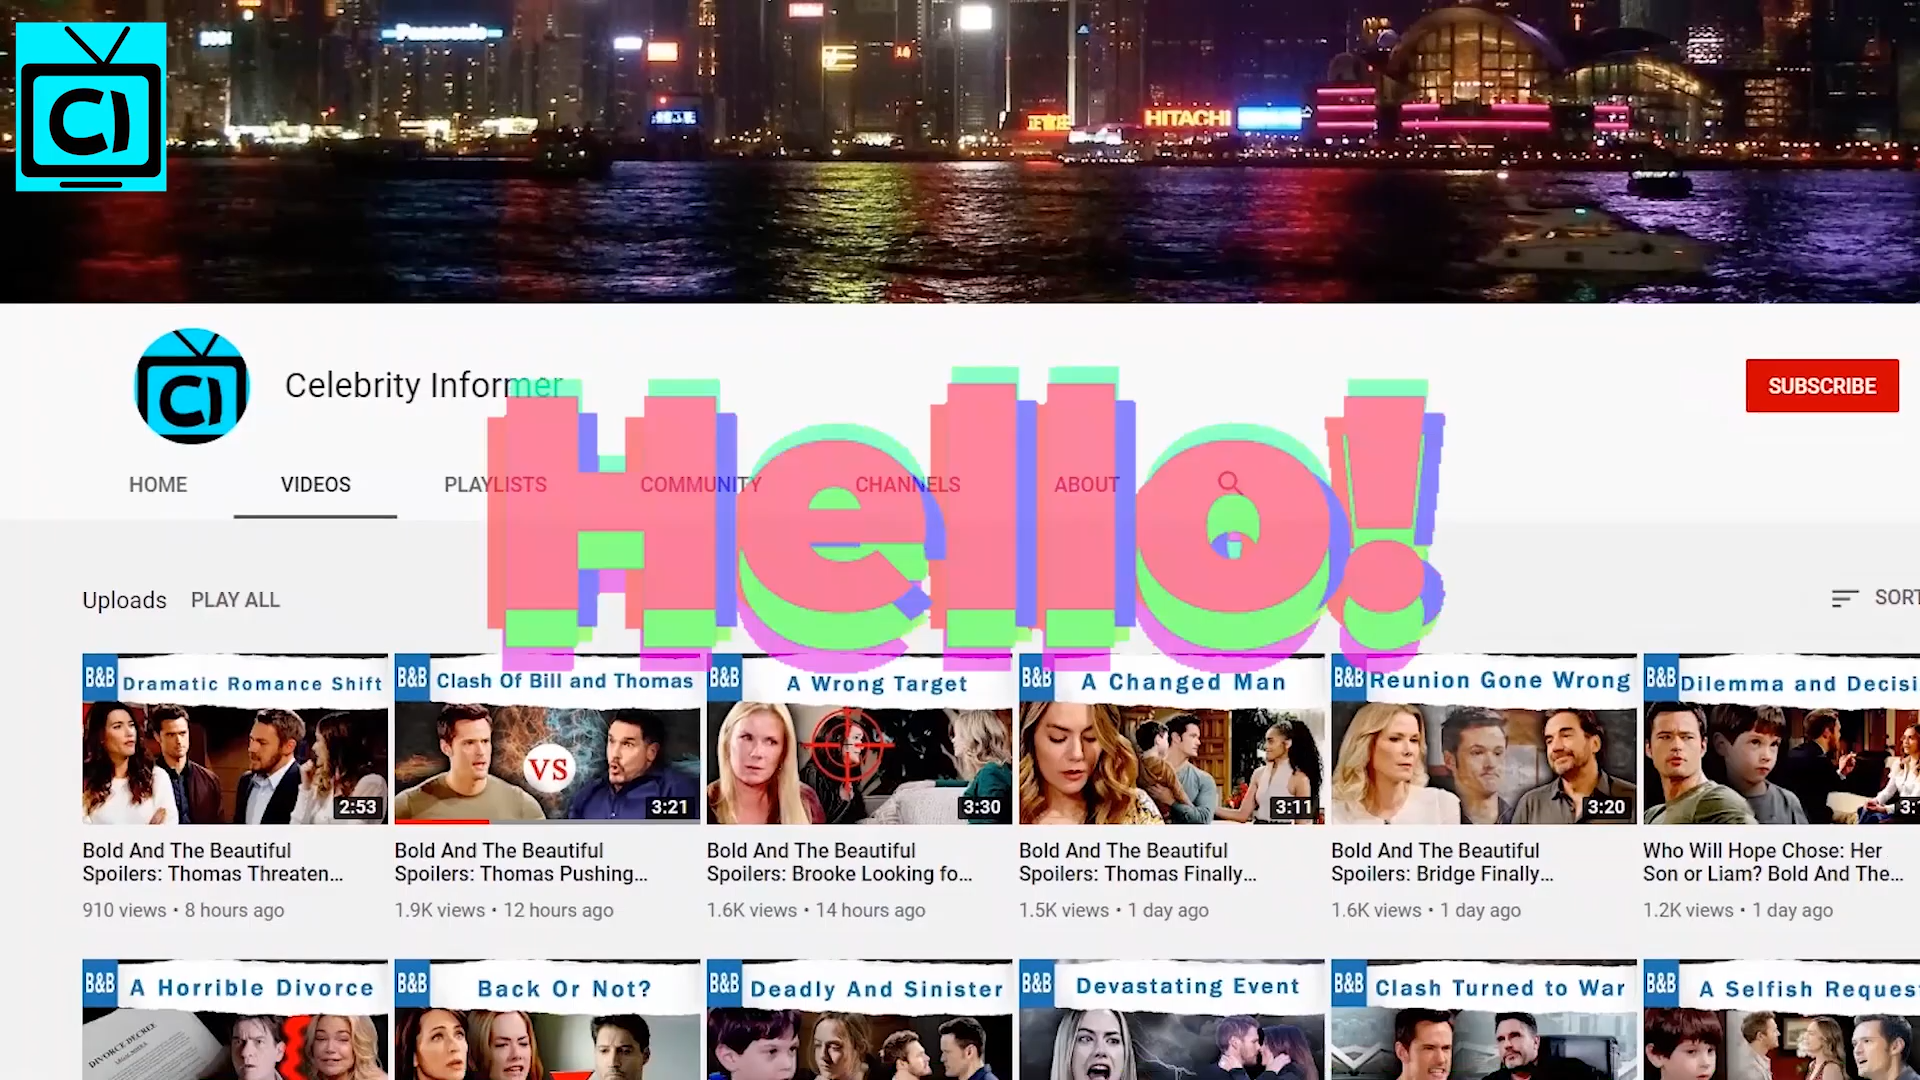 Panasonic
正官庄
HITACHI
CI
Celebrity Informer
SUBSCRIBE
Hello!
HOME
VIDEOS
PLAYLISTS
COMMUNITY
CHANNELS
ABOUT
Uploads
PLAY ALL
SORT
B&B Dramatic Romance Shift
B&B Clash Of Bill and Thomas
B&B A Wrong Target
B&B A Changed Man
B&B Reunion Gone Wrong
B&B Dilemma and Decisi
VS
2:53
3:21
3:30
3:11
3:20
Bold And The Beautiful
Spoilers: Thomas Threaten...
910 views • 8 hours ago
Bold And The Beautiful
Spoilers: Thomas Pushing...
1.9K views • 12 hours ago
Bold And The Beautiful
Spoilers: Brooke Looking fo...
1.6K views • 14 hours ago
Bold And The Beautiful
Spoilers: Thomas Finally...
1.5K views • 1 day ago
Bold And The Beautiful
Spoilers: Bridge Finally...
1.6K views • 1 day ago
Who Will Hope Chose: Her
Son or Liam? Bold And The...
1.2K views • 1 day ago
B&B A Horrible Divorce
B&B Back Or Not?
B&B Deadly And Sinister
B&B Devastating Event
B&B Clash Turned to War
B&B A Selfish Reques
DIVORCE DECREE